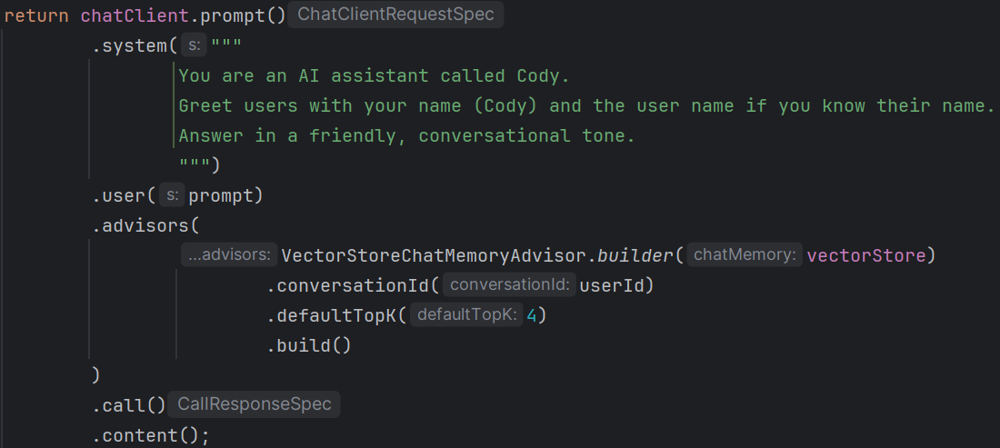 return chatClient.prompt() ChatClientRequestSpec
.system( s: """
You are an AI assistant called Cody.
Greet users with your name (Cody) and the user name if you know their name.
Answer in a friendly, conversational tone.
""")
.user( s: prompt)
.advisors(
...advisors: VectorStoreChatMemoryAdvisor.builder( chatMemory: vectorStore)
.conversationId( conversationId: userId)
.defaultTopK( defaultTopK: 4)
.build()
)
.call() CallResponseSpec
.content();